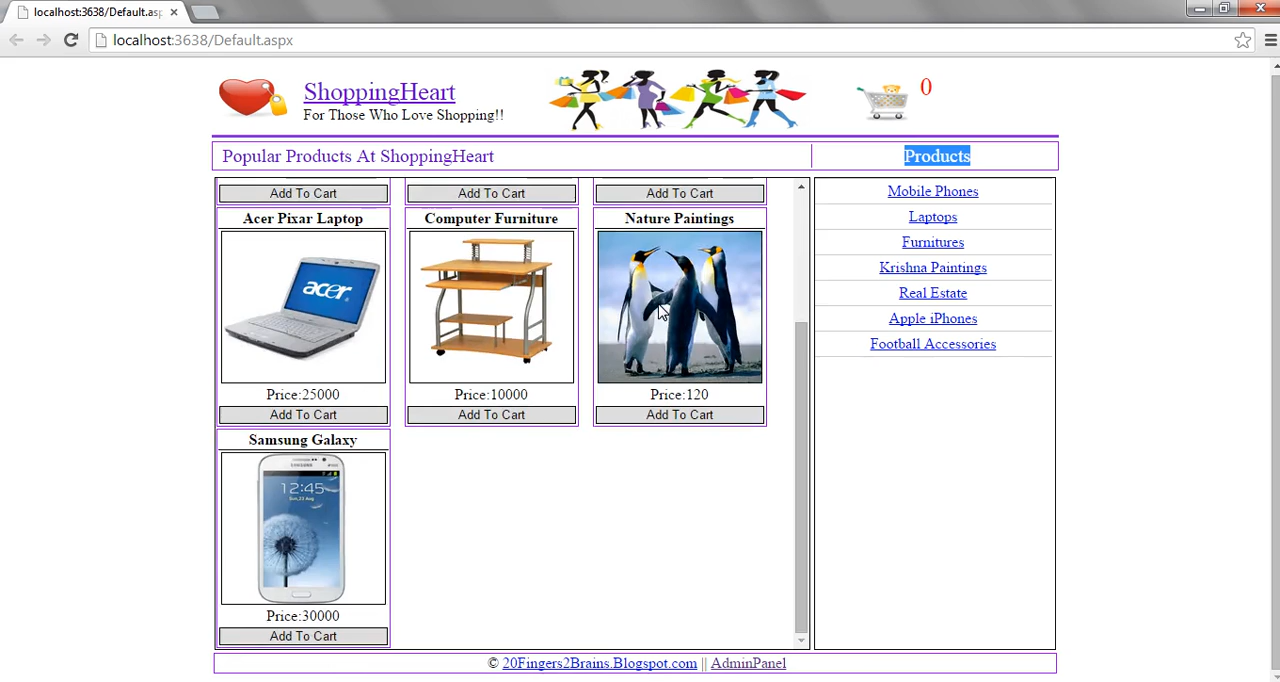 localhost:3638/Default.asp
localhost:3638/Default.aspx
ShoppingHeart
For Those Who Love Shopping!!
0
Popular Products At ShoppingHeart
Products
Add To Cart Add To Cart Add To Cart
Acer Pixar Laptop Computer Furniture Nature Paintings
acer
Price:25000 Price:10000 Price:120
Add To Cart Add To Cart Add To Cart
Samsung Galaxy
SAMSUNG
12:45
Price:30000
Add To Cart
Mobile Phones
Laptops
Furnitures
Krishna Paintings
Real Estate
Apple iPhones
Football Accessories
© 20Fingers2Brains.Blogspot.com || AdminPanel